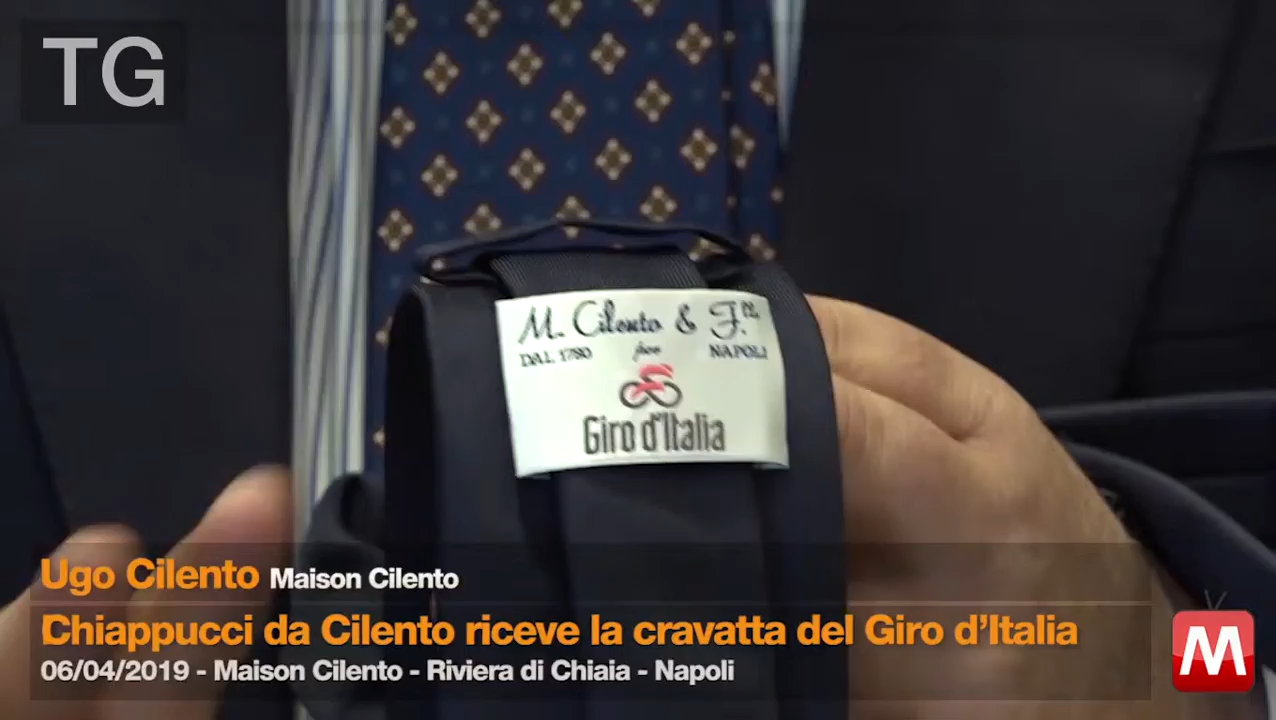 TG
M. Cilento & F.lli
DAL 1780 per NAPOLI
Giro d'Italia
Ugo Cilento Maison Cilento
Chiappucci da Cilento riceve la cravatta del Giro d'Italia
06/04/2019 - Maison Cilento - Riviera di Chiaia - Napoli
M